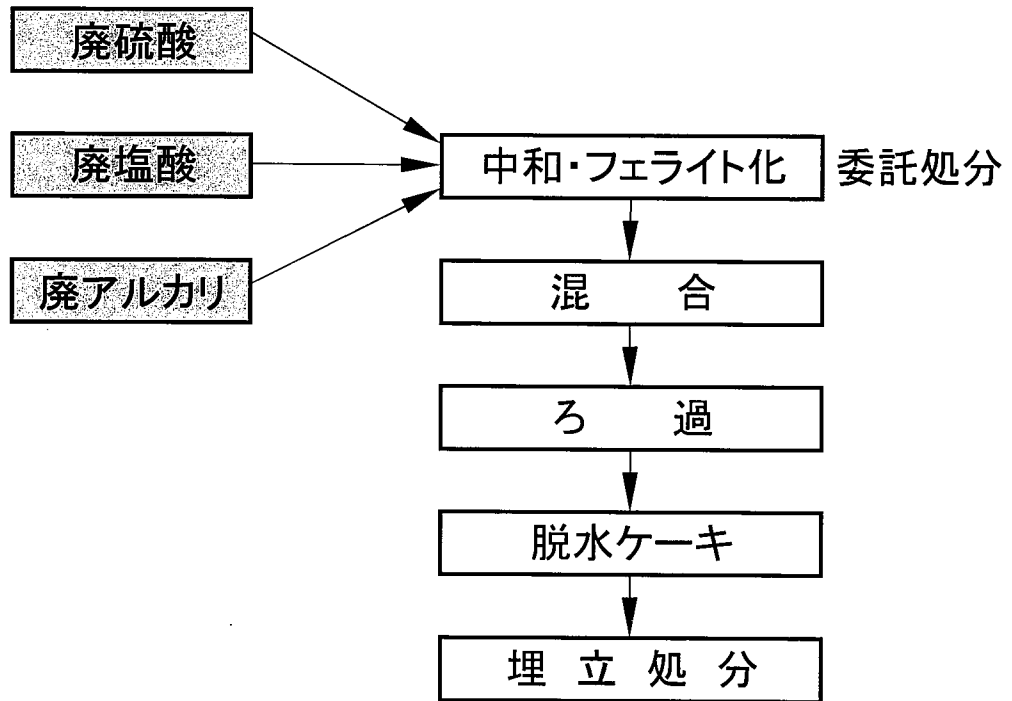 廃硫酸
廃塩酸
廃アルカリ
中和・フェライト化
委託処分
混合
ろ過
脱水ケーキ
埋立処分